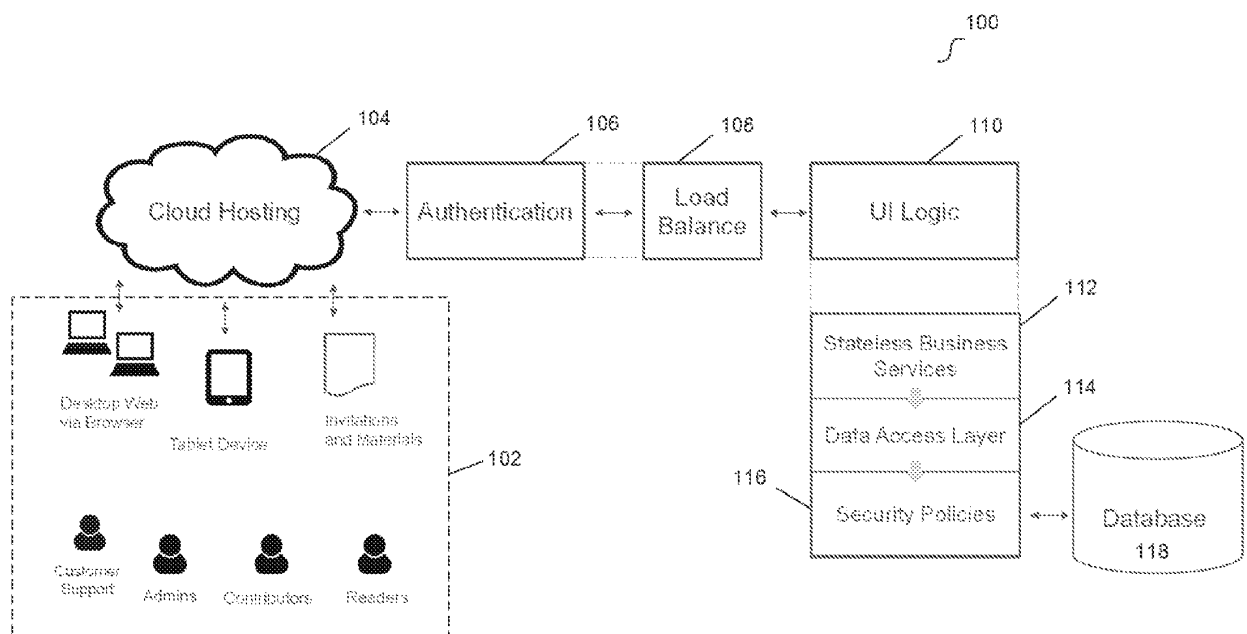 100
104
106
108
110
Cloud Hosting
Authentication
Load
Balance
UI Logic
112
Stateless Business
Services
114
Desktop Web
via Browser
Tablet Device
Invitations
and Materials
Data Access Layer
102
116
Security Policies
Database
118
Customer
Support
Admins
Contributors
Readers